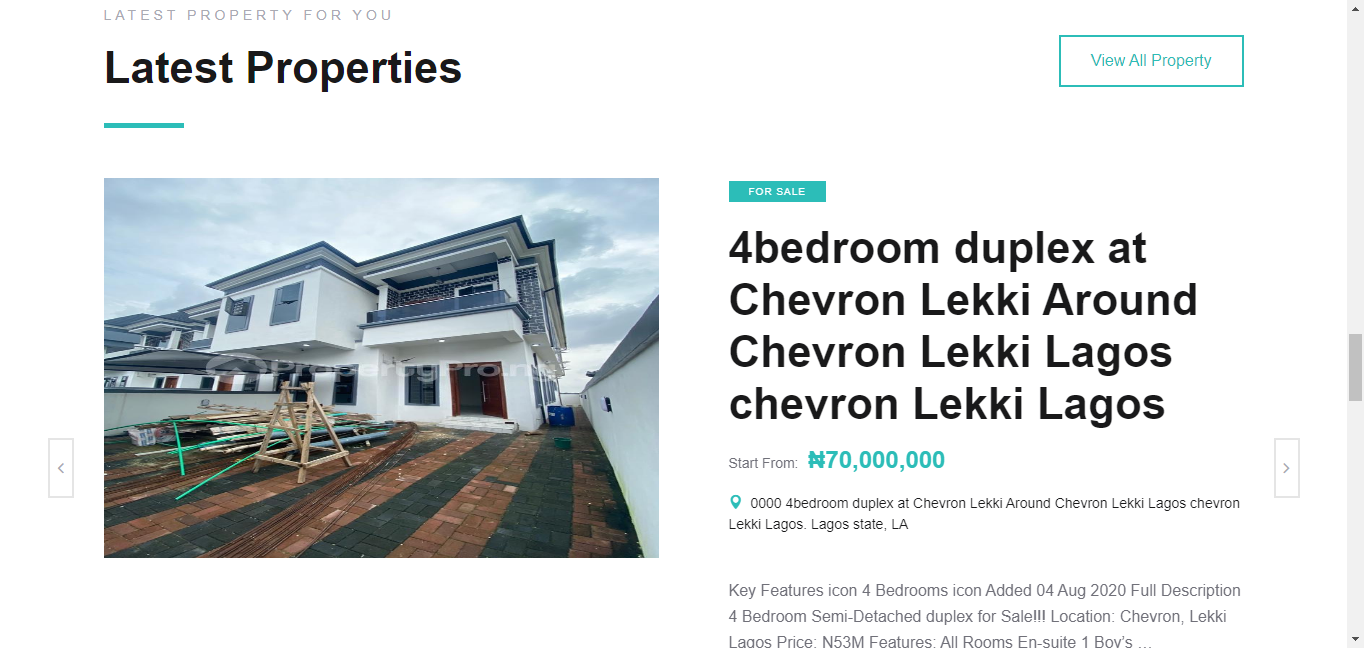 LATEST PROPERTY FOR YOU
Latest Properties
View All Property
FOR SALE
4bedroom duplex at
Chevron Lekki Around
Chevron Lekki Lagos
chevron Lekki Lagos
Start From: ₦70,000,000
0000 4bedroom duplex at Chevron Lekki Around Chevron Lekki Lagos chevron
Lekki Lagos. Lagos state, LA
Key Features icon 4 Bedrooms icon Added 04 Aug 2020 Full Description
4 Bedroom Semi-Detached duplex for Sale!!! Location: Chevron, Lekki
Lagos Price: N53M Features: All Rooms En-suite 1 Boy’s …
PropertyPro.ng